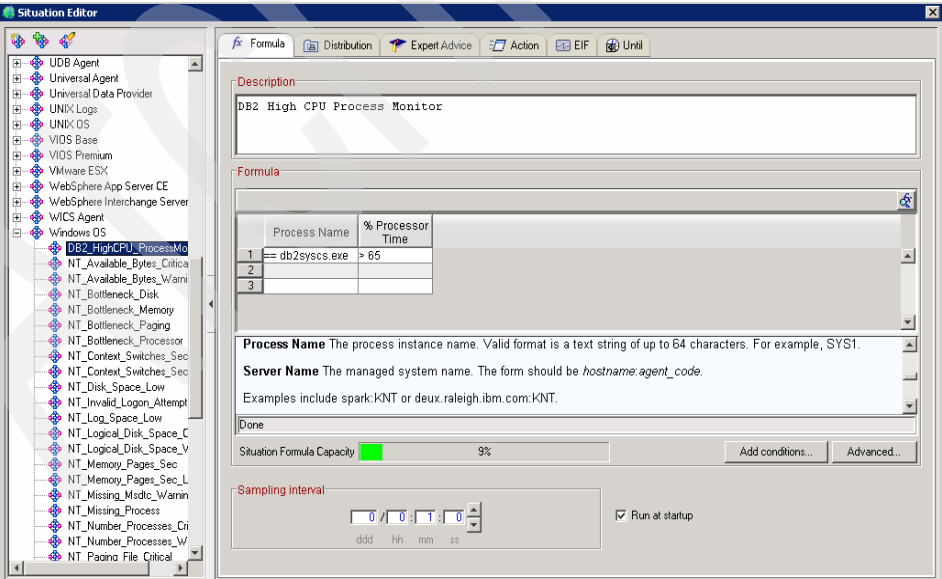 Situation Editor
UDB Agent
Universal Agent
Universal Data Provider
UNIX Logs
UNIX OS
VIOS Base
VIOS Premium
VMware ESX
WebSphere App Server CE
WebSphere Interchange Server
WICS Agent
Windows OS
DB2_HighCPU_ProcessMo
NT_Available_Bytes_Critica
NT_Available_Bytes_Warni
NT_Bottleneck_Disk
NT_Bottleneck_Memory
NT_Bottleneck_Paging
NT_Bottleneck_Processor
NT_Context_Switches_Sec
NT_Context_Switches_Sec
NT_Disk_Space_Low
NT_Invalid_Logon_Attempt
NT_Log_Space_Low
NT_Logical_Disk_Space_C
NT_Logical_Disk_Space_W
NT_Memory_Pages_Sec
NT_Memory_Pages_Sec_L
NT_Missing_Msdtc_Warnin
NT_Missing_Process
NT_Number_Processes_Cri
NT_Number_Processes_W
NT_Paging_File_Critical
Formula Distribution Expert Advice Action EIF Until
Description
DB2 High CPU Process Monitor
Formula
Process Name % Processor
Time
1 == db2syscs.exe > 65
2
3
Process Name The process instance name. Valid format is a text string of up to 64 characters. For example, SYS1.
Server Name The managed system name. The form should be hostname:agent_code.
Examples include spark:KNT or deux.raleigh.ibm.com:KNT.
Done
Situation Formula Capacity 9% Add conditions... Advanced...
Sampling interval
0 / 0 : 1 : 0
ddd hh mm ss
Run at startup